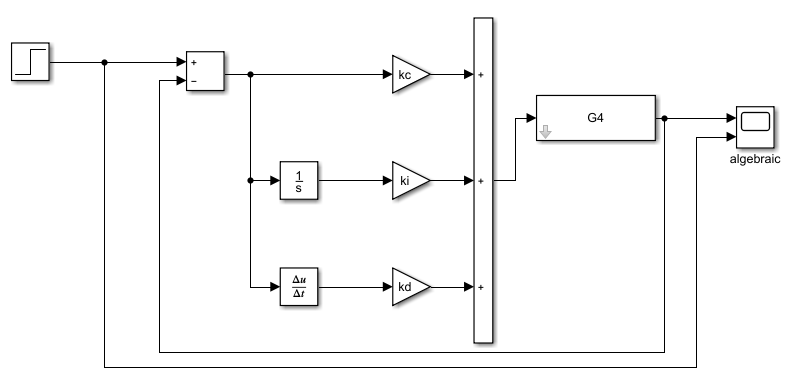 +
−
kc
+
G4
algebraic
1
s
ki
+
Δu
Δt
kd
+